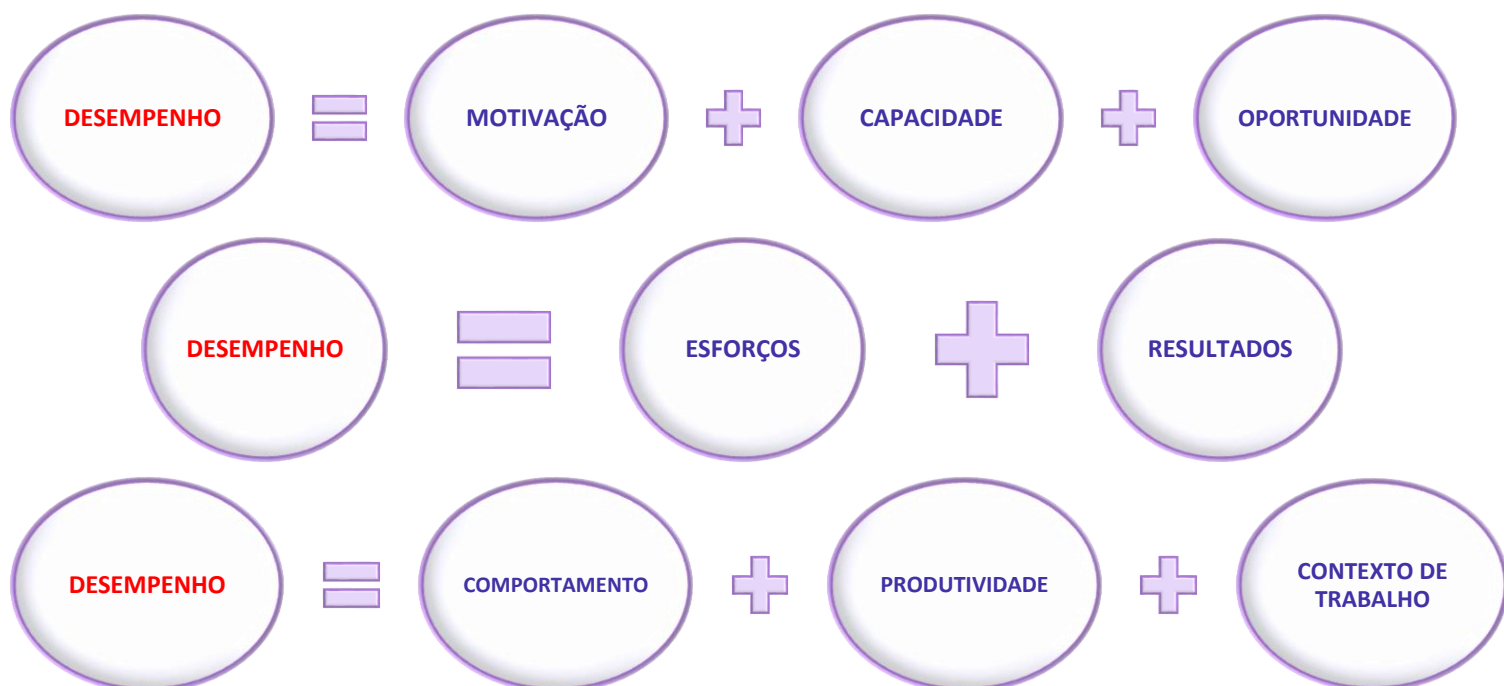 DESEMPENHO = MOTIVAÇÃO + CAPACIDADE + OPORTUNIDADE
DESEMPENHO = ESFORÇOS + RESULTADOS
DESEMPENHO = COMPORTAMENTO + PRODUTIVIDADE + CONTEXTO DE
TRABALHO